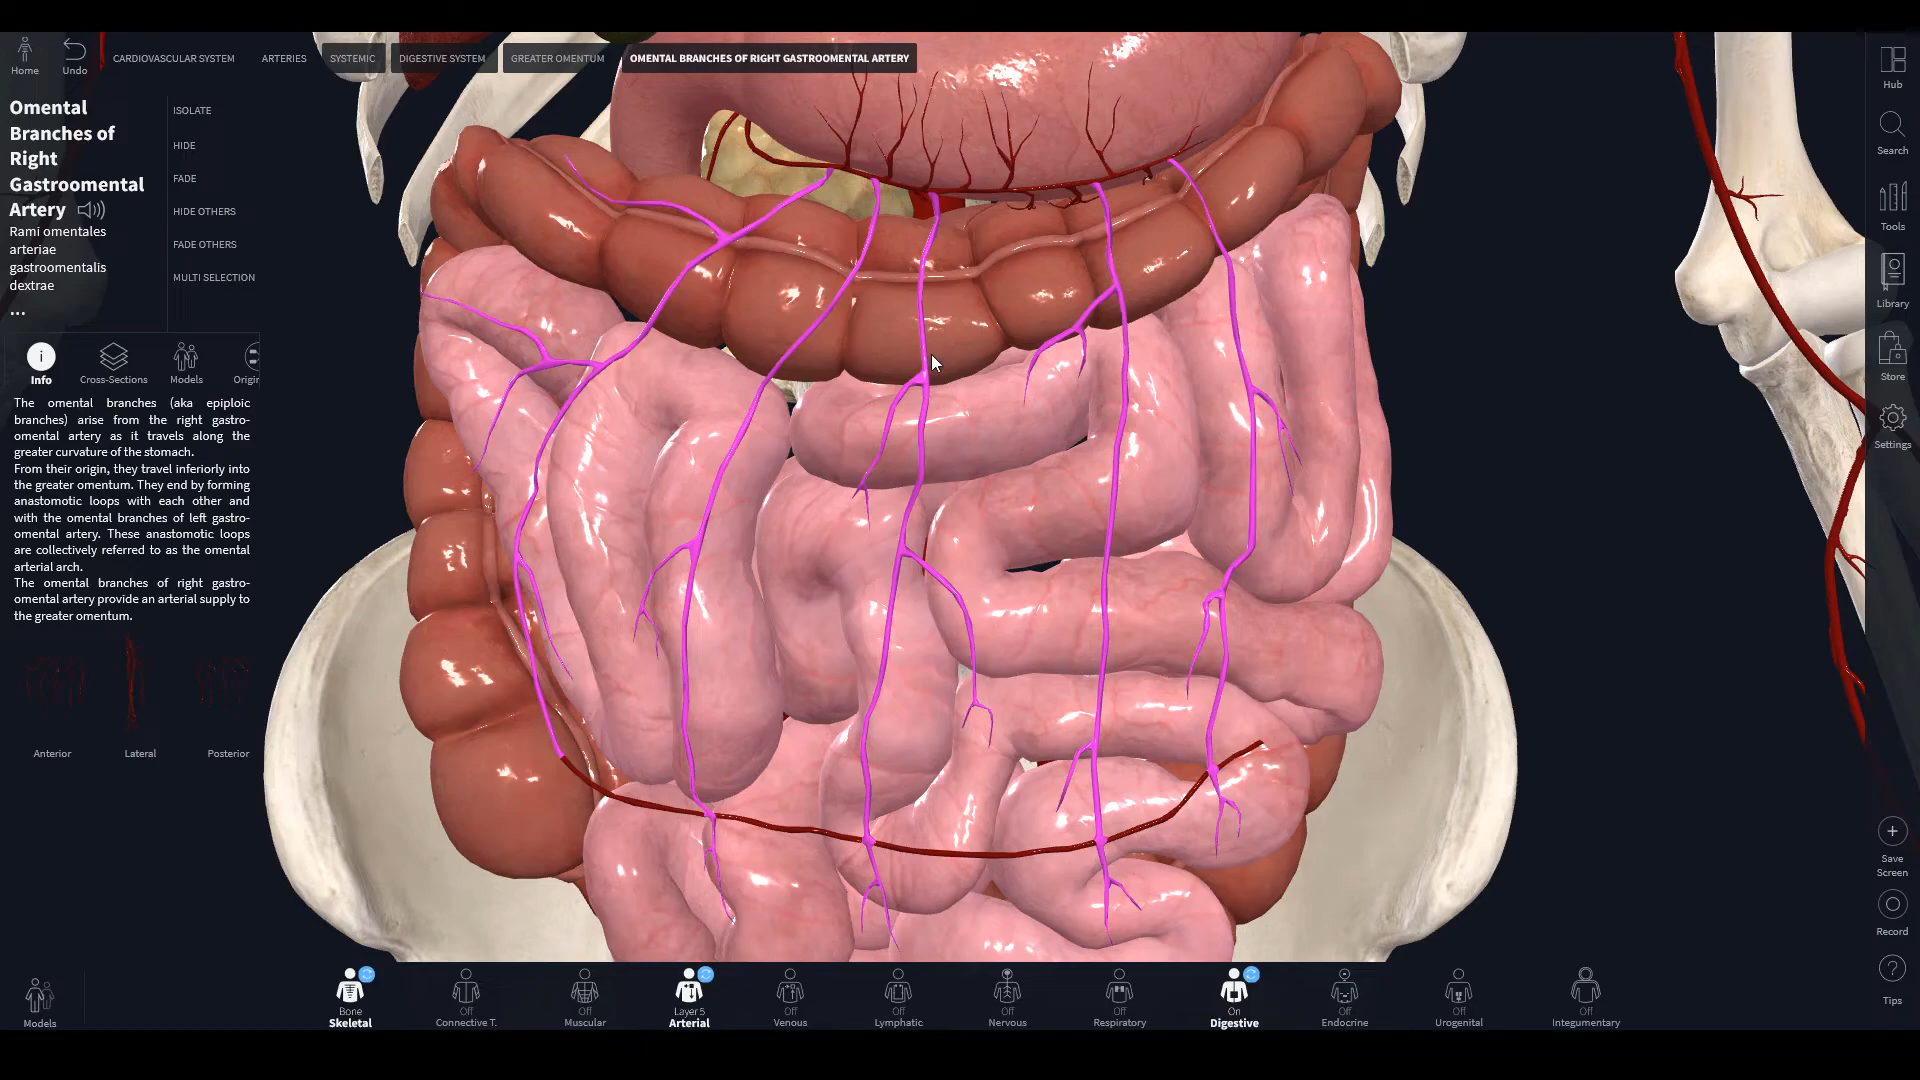 Home
Undo
CARDIOVASCULAR SYSTEM
ARTERIES
SYSTEMIC
DIGESTIVE SYSTEM
GREATER OMENTUM
OMENTAL BRANCHES OF RIGHT GASTROOMENTAL ARTERY
Omental
Branches of
Right
Gastroomental
Artery
Rami omentales
arteriae
gastroomentalis
dextrae
...
ISOLATE
HIDE
FADE
HIDE OTHERS
FADE OTHERS
MULTI SELECTION
Info
Cross-Sections
Models
Origin
The omental branches (aka epiploic
branches) arise from the right gastro-
omental artery as it travels along the
greater curvature of the stomach.
From their origin, they travel inferiorly into
the greater omentum. They end by forming
anastomotic loops with each other and
with the omental branches of left gastro-
omental artery. These anastomotic loops
are collectively referred to as the omental
arterial arch.
The omental branches of right gastro-
omental artery provide an arterial supply to
the greater omentum.
Anterior
Lateral
Posterior
Hub
Search
Tools
Library
Store
Settings
Save
Screen
Record
Tips
Models
Bone
Skeletal
Off
Connective T.
Off
Muscular
Layer 5
Arterial
Off
Venous
Off
Lymphatic
Off
Nervous
Off
Respiratory
On
Digestive
Off
Endocrine
Off
Urogenital
Off
Integumentary